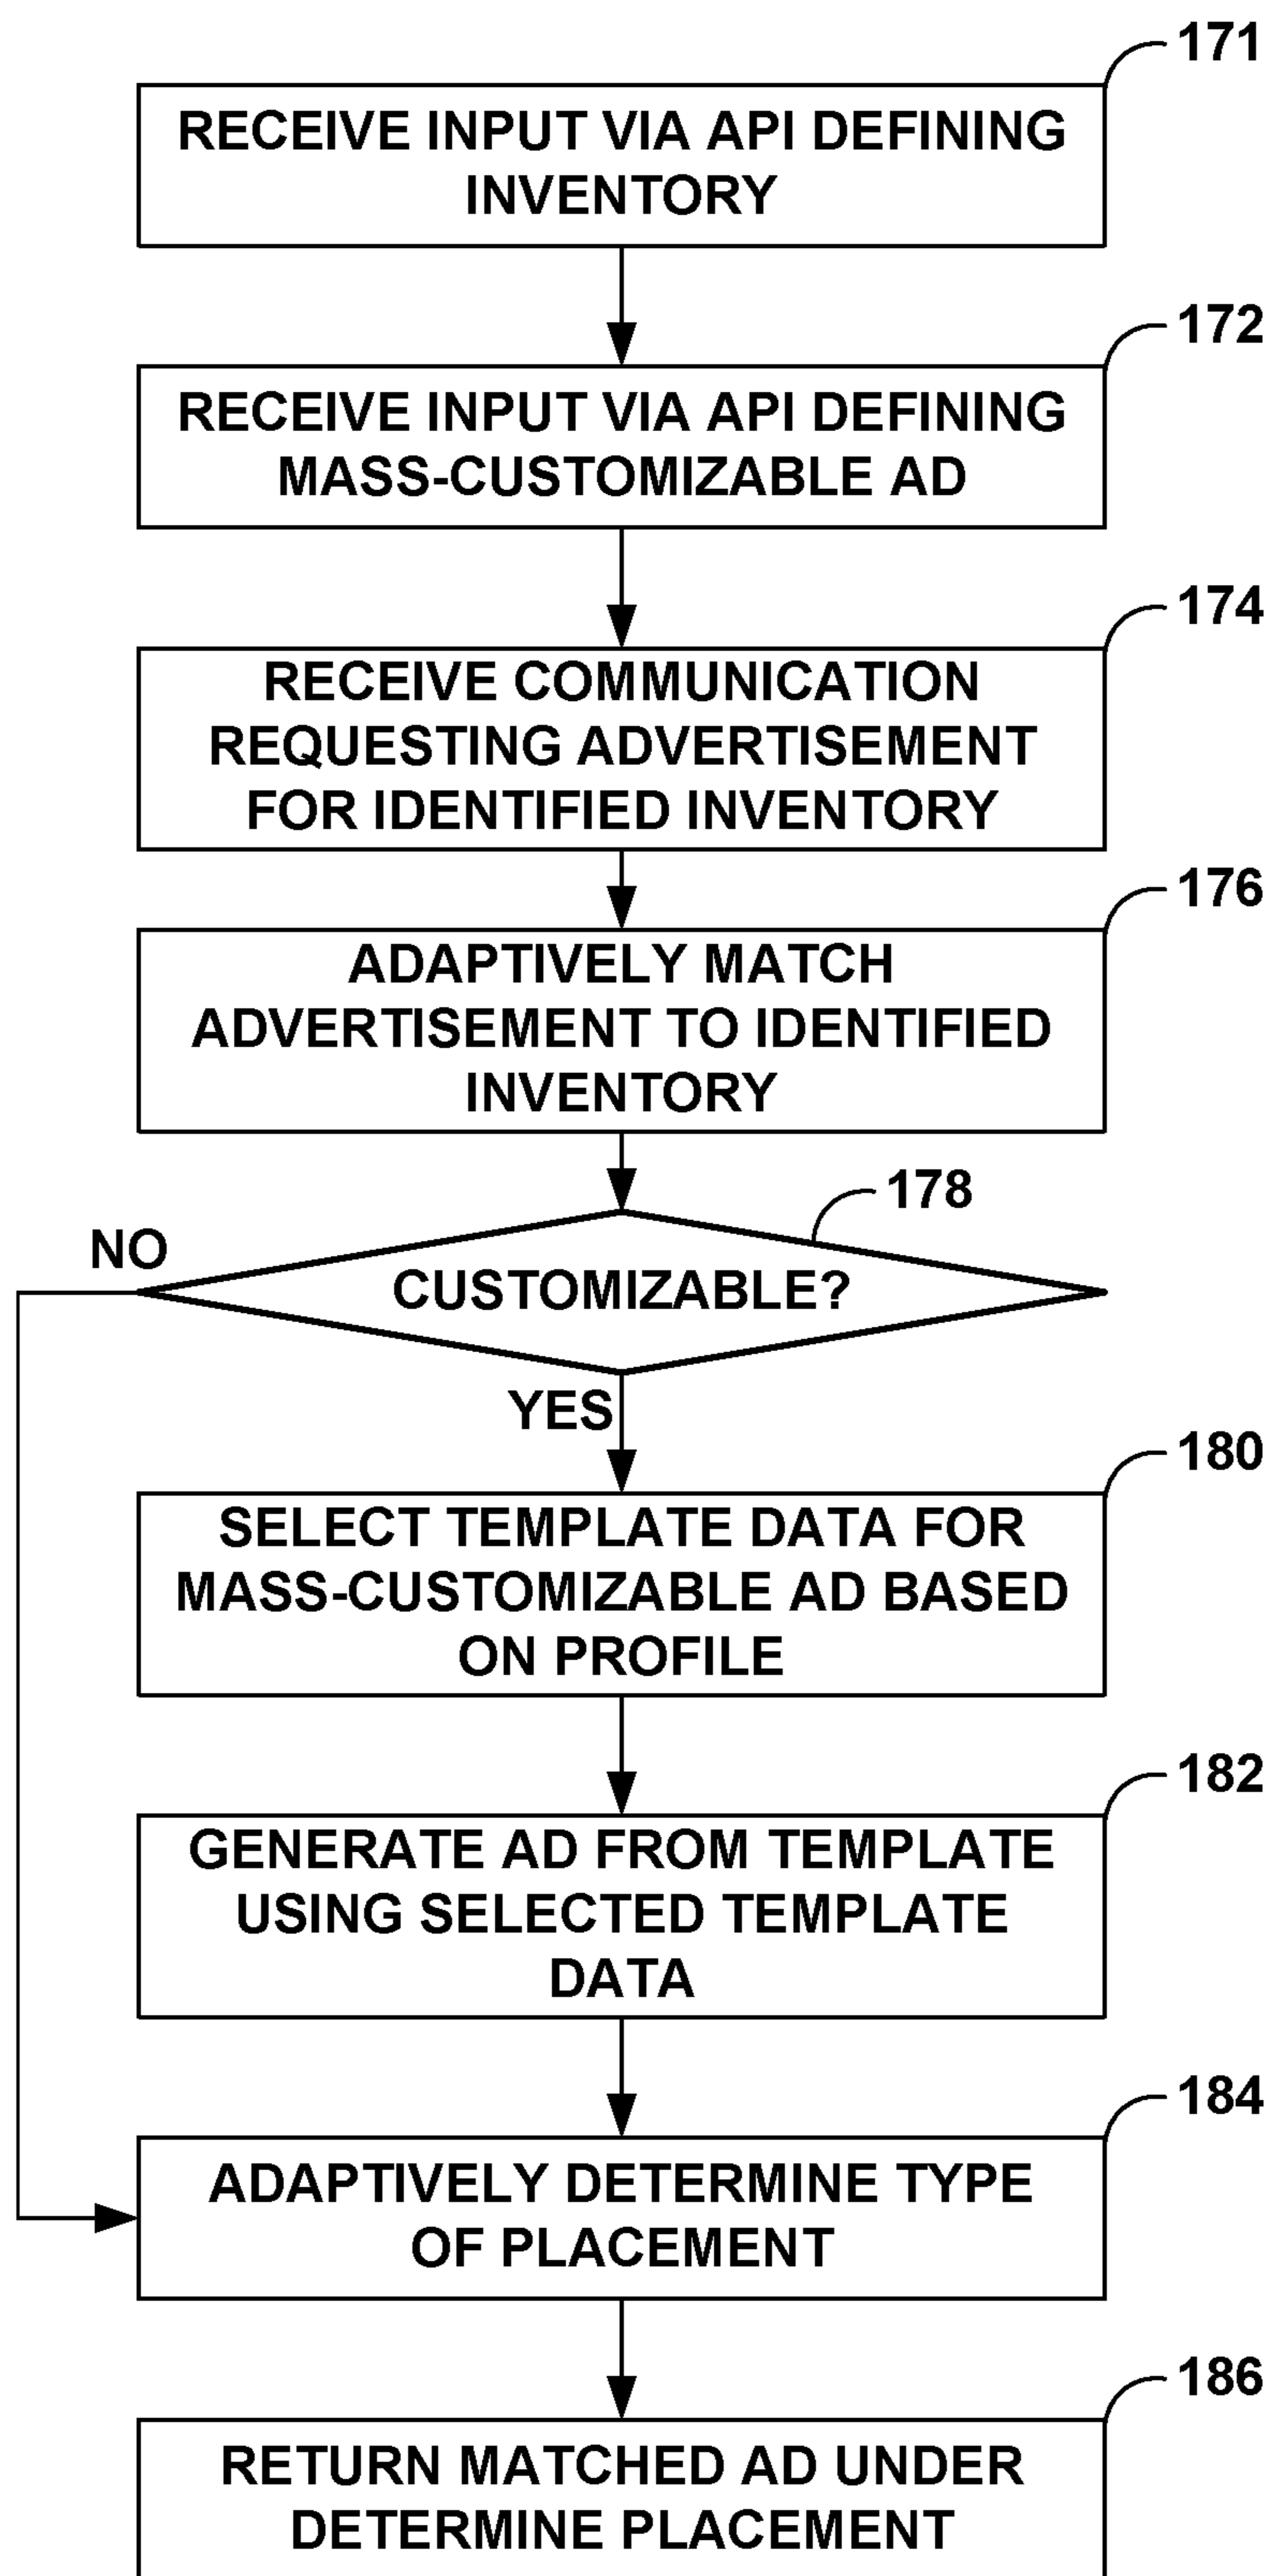 171
RECEIVE INPUT VIA API DEFINING
INVENTORY
172
RECEIVE INPUT VIA API DEFINING
MASS-CUSTOMIZABLE AD
174
RECEIVE COMMUNICATION
REQUESTING ADVERTISEMENT
FOR IDENTIFIED INVENTORY
176
ADAPTIVELY MATCH
ADVERTISEMENT TO IDENTIFIED
INVENTORY
178
NO
CUSTOMIZABLE?
YES
180
SELECT TEMPLATE DATA FOR
MASS-CUSTOMIZABLE AD BASED
ON PROFILE
182
GENERATE AD FROM TEMPLATE
USING SELECTED TEMPLATE
DATA
184
ADAPTIVELY DETERMINE TYPE
OF PLACEMENT
186
RETURN MATCHED AD UNDER
DETERMINE PLACEMENT